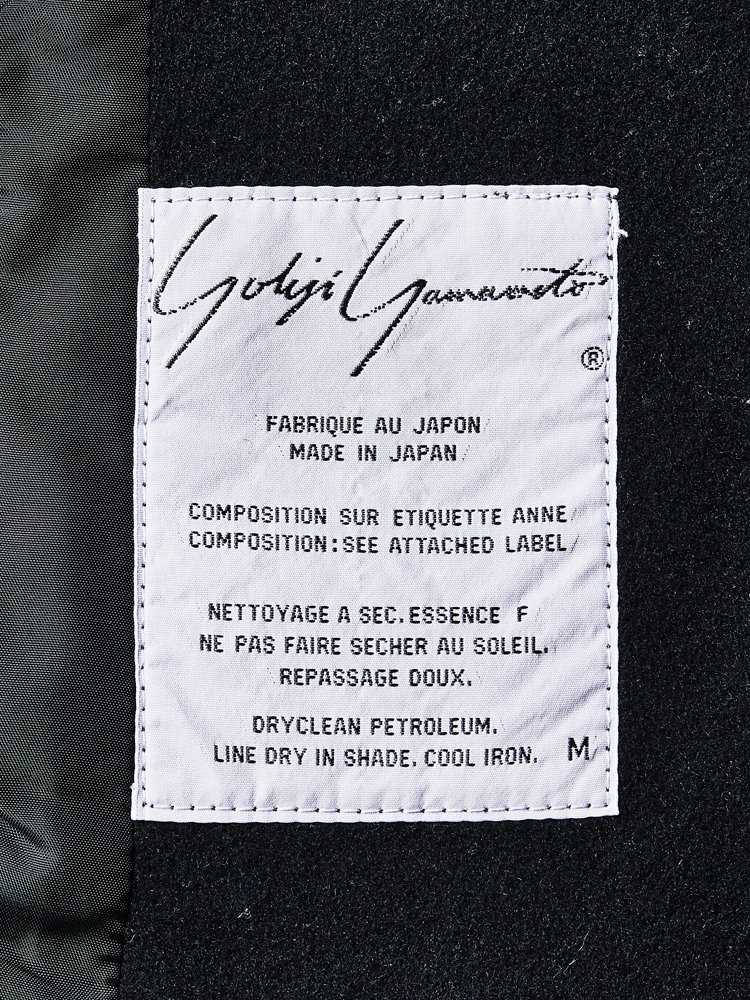 Yohji Yamamoto
®
FABRIQUE AU JAPON
MADE IN JAPAN
COMPOSITION SUR ETIQUETTE ANNE
COMPOSITION:SEE ATTACHED LABEL
NETTOYAGE A SEC.ESSENCE F
NE PAS FAIRE SECHER AU SOLEIL.
REPASSAGE DOUX.
DRYCLEAN PETROLEUM.
LINE DRY IN SHADE. COOL IRON. M